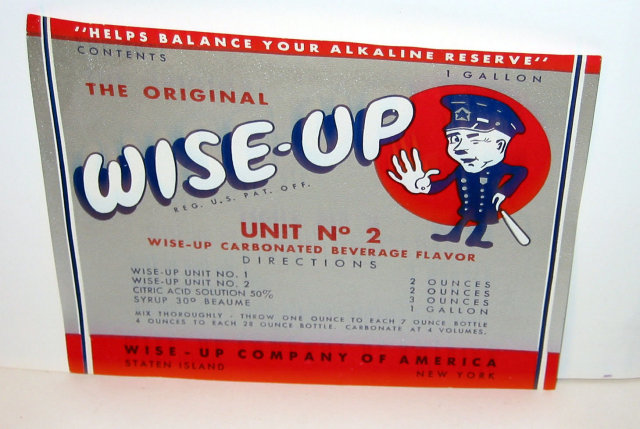 "HELPS BALANCE YOUR ALKALINE RESERVE"
CONTENTS
1 GALLON
THE ORIGINAL
WISE-UP
REG. U.S. PAT. OFF.
UNIT Nº 2
WISE-UP CARBONATED BEVERAGE FLAVOR
DIRECTIONS
WISE-UP UNIT NO. 1 2 OUNCES
WISE-UP UNIT NO. 2 2 OUNCES
CITRIC ACID SOLUTION 50% 3 OUNCES
SYRUP 30º BEAUME 1 GALLON
MIX THOROUGHLY - THROW ONE OUNCE TO EACH 7 OUNCE BOTTLE
4 OUNCES TO EACH 28 OUNCE BOTTLE. CARBONATE AT 4 VOLUMES.
WISE-UP COMPANY OF AMERICA
STATEN ISLAND NEW YORK